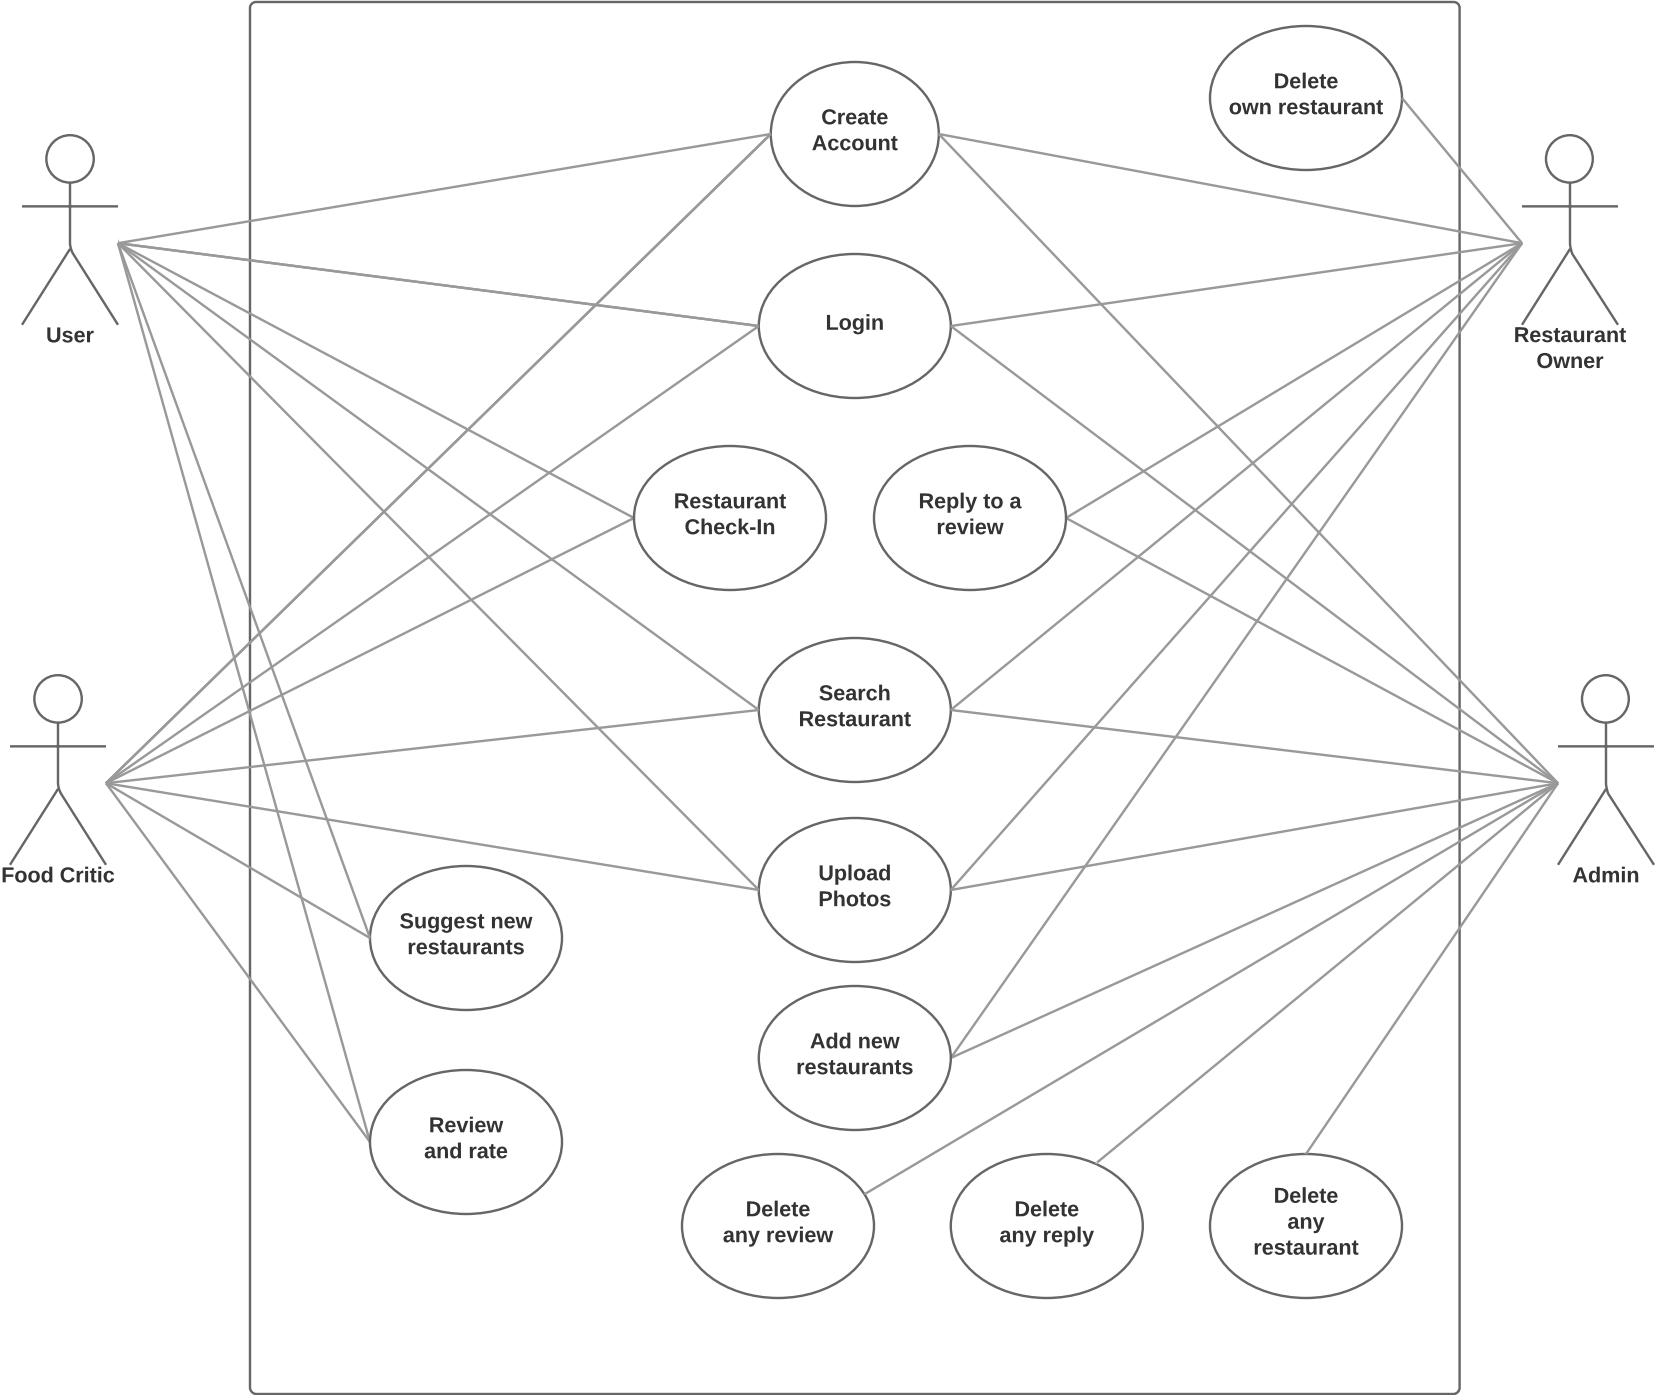 Delete
own restaurant
Create
Account
User
Login
Restaurant
Owner
Restaurant
Check-In
Reply to a
review
Search
Restaurant
Food Critic
Upload
Photos
Admin
Suggest new
restaurants
Add new
restaurants
Review
and rate
Delete
any review
Delete
any reply
Delete
any
restaurant